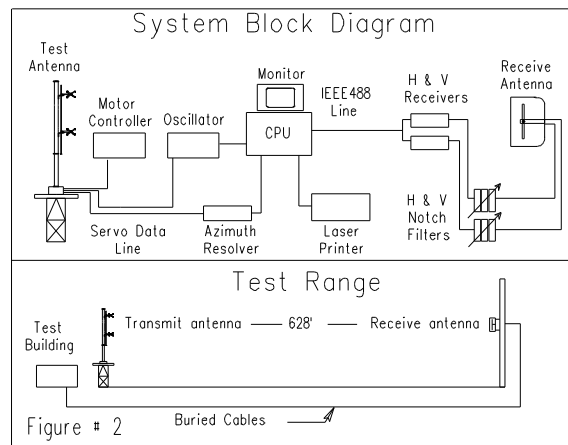 System Block Diagram
Test
Antenna
Motor
Controller
Oscillator
Monitor
CPU
IEEE488
Line
H & V
Receivers
Receive
Antenna
Servo Data
Line
Azimuth
Resolver
Laser
Printer
H & V
Notch
Filters
Test Range
Test
Building
Transmit antenna — 628' — Receive antenna
Buried Cables
Figure # 2